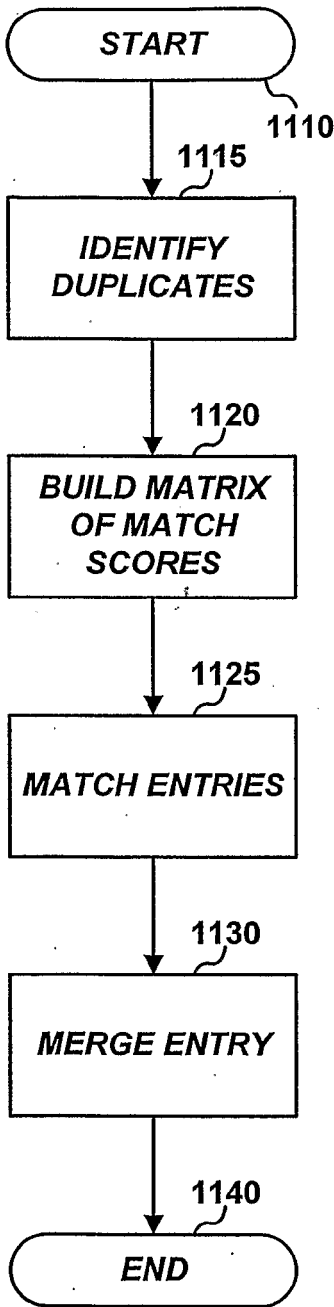 START
1110
1115
IDENTIFY
DUPLICATES
1120
BUILD MATRIX
OF MATCH
SCORES
1125
MATCH ENTRIES
1130
MERGE ENTRY
1140
END